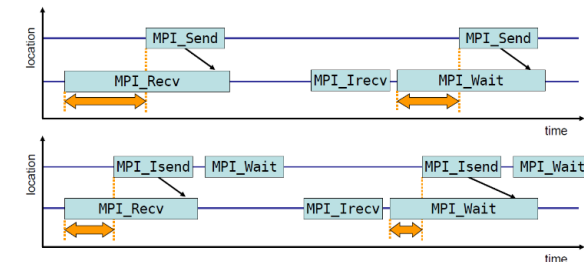 location
MPI_Send
MPI_Send
MPI_Recv
MPI_Irecv
MPI_Wait
time
location
MPI_Isend
MPI_Wait
MPI_Isend
MPI_Wait
MPI_Recv
MPI_Irecv
MPI_Wait
time